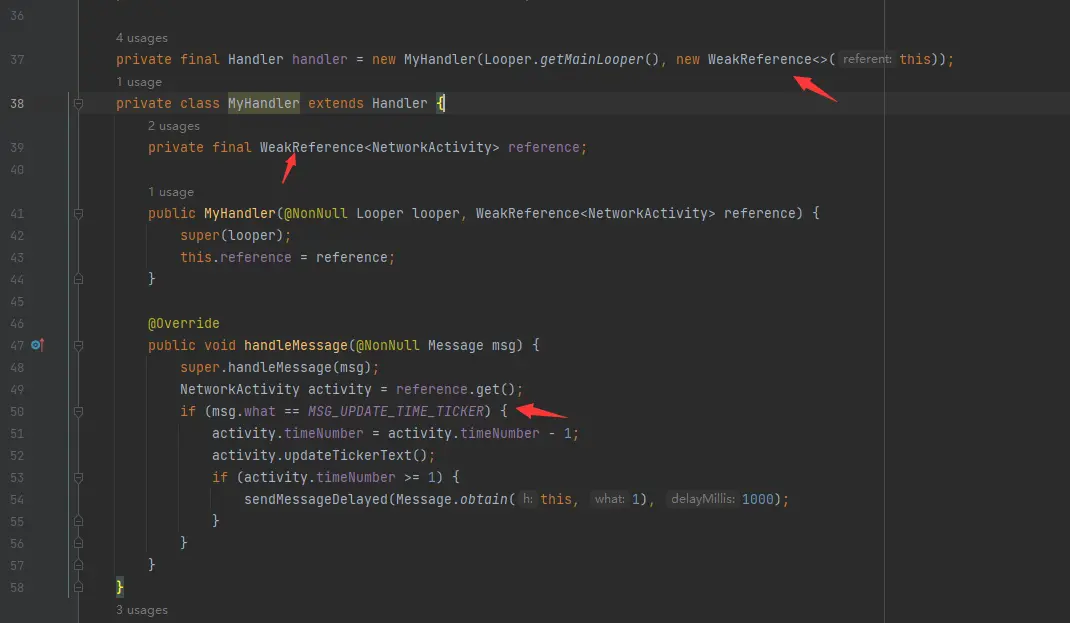 36
4 usages
37 private final Handler handler = new MyHandler(Looper.getMainLooper(), new WeakReference<>( referent: this));
1 usage
38 private class MyHandler extends Handler {
2 usages
39 private final WeakReference<NetworkActivity> reference;
40
1 usage
41 public MyHandler(@NonNull Looper looper, WeakReference<NetworkActivity> reference) {
42 super(looper);
43 this.reference = reference;
44 }
45
46 @Override
47 public void handleMessage(@NonNull Message msg) {
48 super.handleMessage(msg);
49 NetworkActivity activity = reference.get();
50 if (msg.what == MSG_UPDATE_TIME_TICKER) {
51 activity.timeNumber = activity.timeNumber - 1;
52 activity.updateTickerText();
53 if (activity.timeNumber >= 1) {
54 sendMessageDelayed(Message.obtain( h: this, what: 1), delayMillis: 1000);
55 }
56 }
57 }
58 }
3 usages